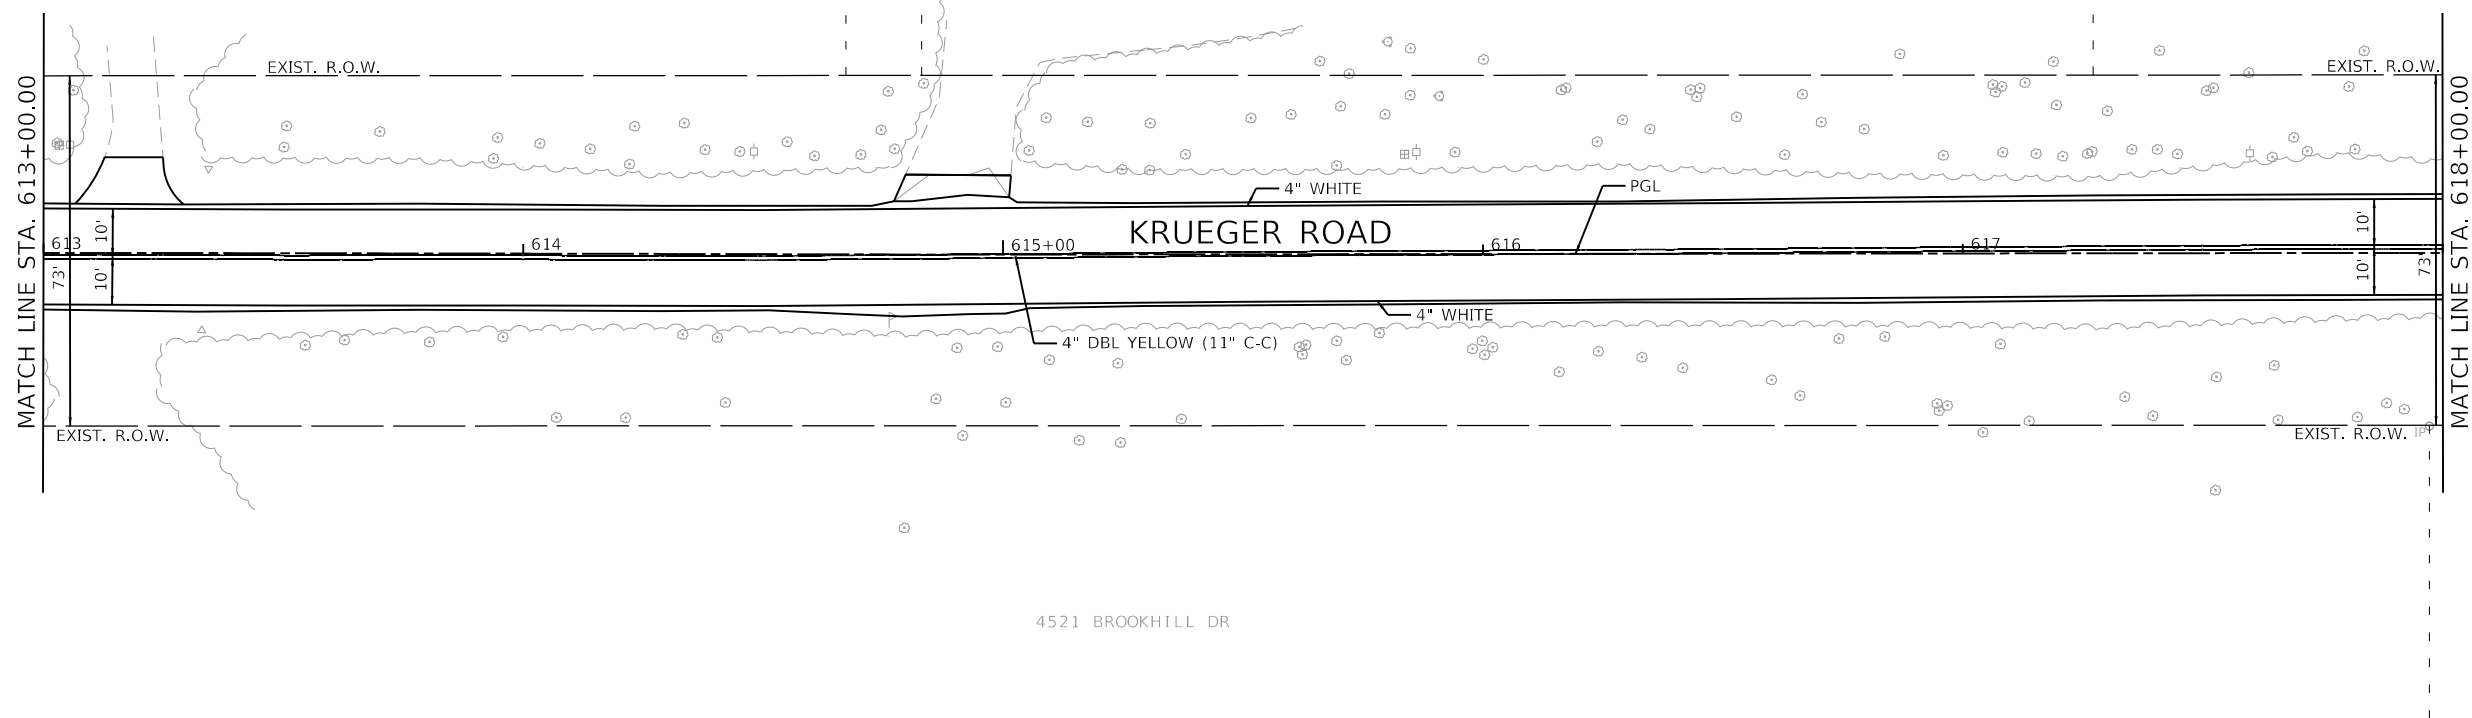 MATCH LINE STA. 613+00.00
EXIST. R.O.W.
EXIST. R.O.W.
4" WHITE
PGL
KRUEGER ROAD
10'
10'
613
614
615+00
616
617
73'
10'
10'
73'
4" WHITE
4" DBL YELLOW (11" C-C)
EXIST. R.O.W.
EXIST. R.O.W.
IP
4521 BROOKHILL DR
MATCH LINE STA. 618+00.00